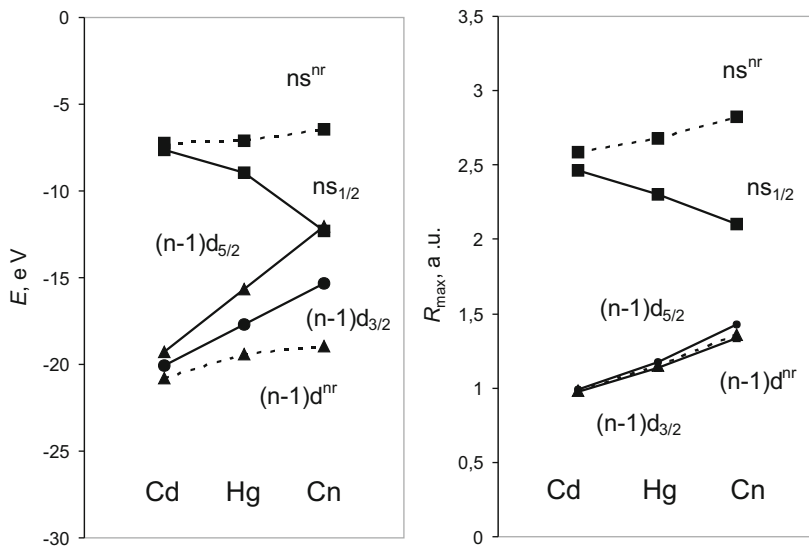 0
-5
-10
-15
-20
-25
-30
E, e V
ns^nr
ns_1/2
(n-1)d_5/2
(n-1)d_3/2
(n-1)d^nr
Cd Hg Cn
3,5
3
2,5
2
1,5
1
0,5
0
R_max, a .u.
ns^nr
ns_1/2
(n-1)d_5/2
(n-1)d^nr
(n-1)d_3/2
Cd Hg Cn